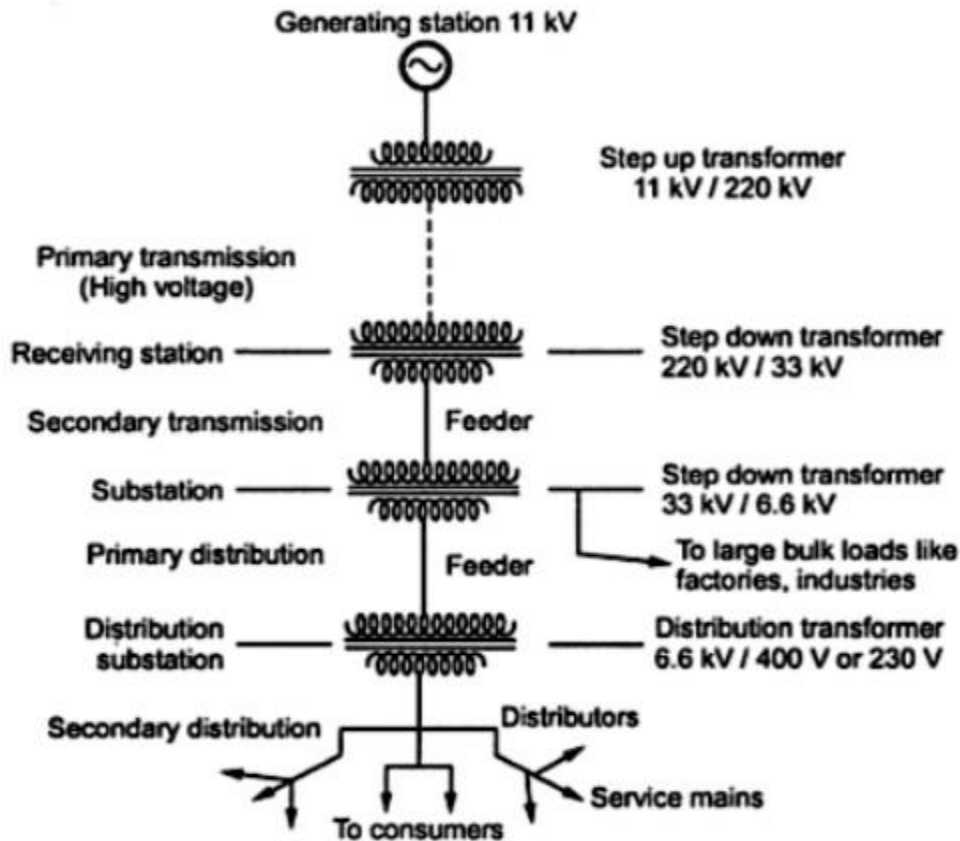 Generating station 11 kV
Step up transformer
11 kV / 220 kV
Primary transmission
(High voltage)
Receiving station
Step down transformer
220 kV / 33 kV
Secondary transmission
Feeder
Substation
Step down transformer
33 kV / 6.6 kV
Primary distribution
Feeder
To large bulk loads like
factories, industries
Distribution
substation
Distribution transformer
6.6 kV / 400 V or 230 V
Secondary distribution
Distributors
Service mains
To consumers